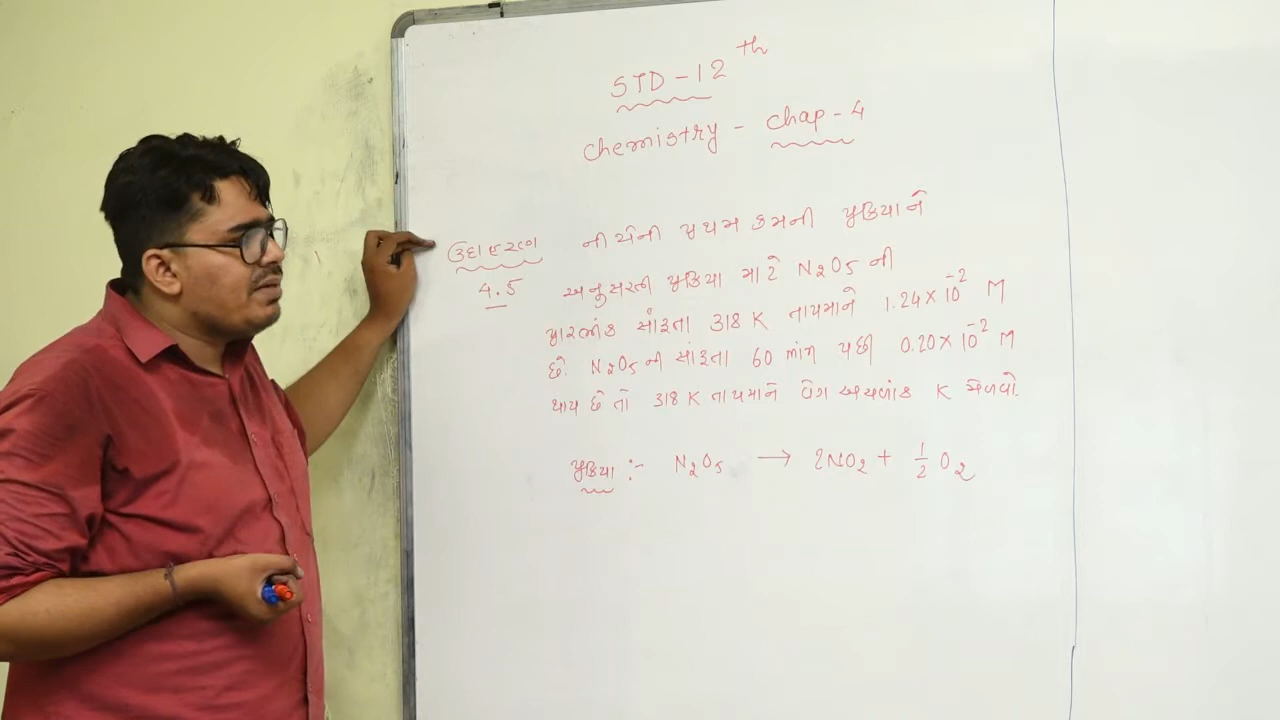 STD - 12th
Chemistry - Chap - 4
ઉદાહરણ નીચેની પ્રથમ ક્રમની પ્રક્રિયાને
4.5 અનુસરતી પ્રક્રિયા માટે N₂O₅ ની
પ્રારંભિક સાંદ્રતા 318 K તાપમાને 1.24 × 10⁻² M
છે. N₂O₅ ની સાંદ્રતા 60 મિનિટ પછી 0.20 × 10⁻² M
થાય છે તો 318 K તાપમાને વેગ અચળાંક K મેળવો.
પ્રક્રિયા :- N₂O₅ → 2NO₂ + 1/2 O₂